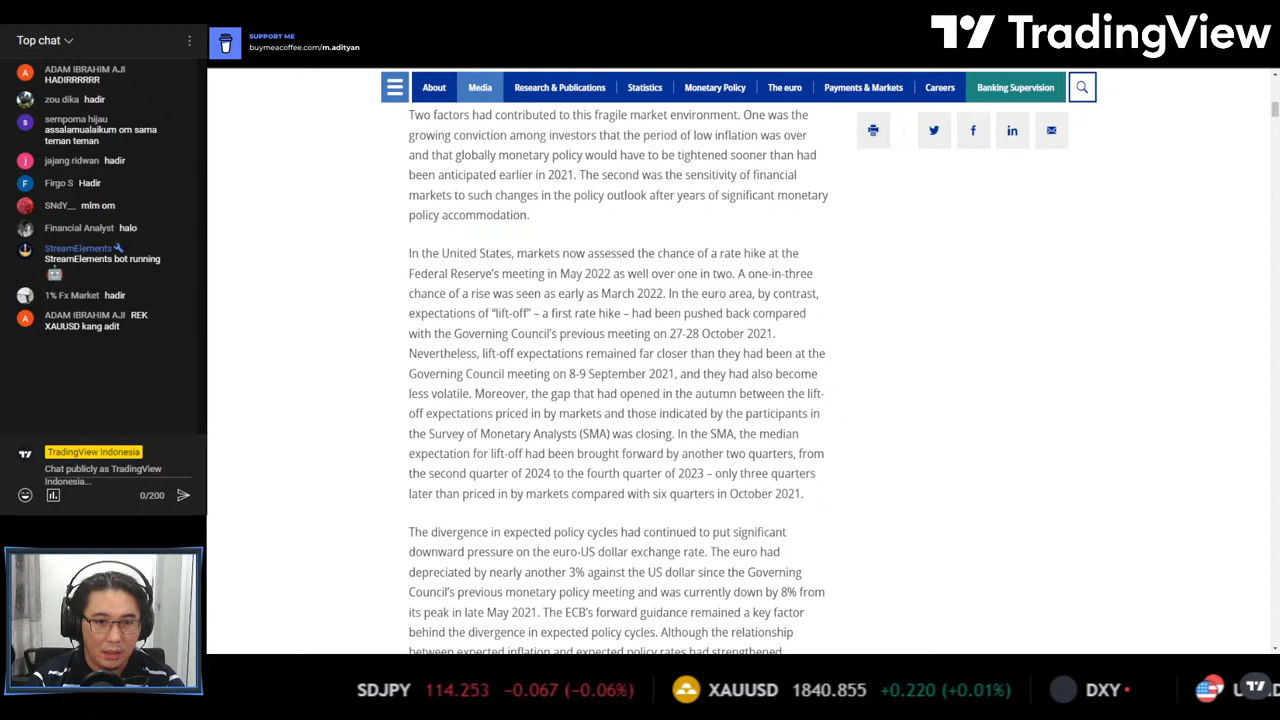 Top chat
SUPPORT ME
buymeacoffee.com/m.adityan
TradingView
ADAM IBRAHIM AJI
HADIRRRRRR
zou dika hadir
sempoma hijau
assalamualaikum om sama
teman teman
jajang ridwan hadir
Firgo S Hadir
SNdY__ mlm om
Financial Analyst halo
StreamElements
StreamElements bot running
1% Fx Market hadir
ADAM IBRAHIM AJI REK
XAUUSD kang adit
TradingView Indonesia
Chat publicly as TradingView
Indonesia...
0/200
About
Media
Research & Publications
Statistics
Monetary Policy
The euro
Payments & Markets
Careers
Banking Supervision
Two factors had contributed to this fragile market environment. One was the
growing conviction among investors that the period of low inflation was over
and that globally monetary policy would have to be tightened sooner than had
been anticipated earlier in 2021. The second was the sensitivity of financial
markets to such changes in the policy outlook after years of significant monetary
policy accommodation.
In the United States, markets now assessed the chance of a rate hike at the
Federal Reserve's meeting in May 2022 as well over one in two. A one-in-three
chance of a rise was seen as early as March 2022. In the euro area, by contrast,
expectations of “lift-off” – a first rate hike – had been pushed back compared
with the Governing Council's previous meeting on 27-28 October 2021.
Nevertheless, lift-off expectations remained far closer than they had been at the
Governing Council meeting on 8-9 September 2021, and they had also become
less volatile. Moreover, the gap that had opened in the autumn between the lift-
off expectations priced in by markets and those indicated by the participants in
the Survey of Monetary Analysts (SMA) was closing. In the SMA, the median
expectation for lift-off had been brought forward by another two quarters, from
the second quarter of 2024 to the fourth quarter of 2023 – only three quarters
later than priced in by markets compared with six quarters in October 2021.
The divergence in expected policy cycles had continued to put significant
downward pressure on the euro-US dollar exchange rate. The euro had
depreciated by nearly another 3% against the US dollar since the Governing
Council's previous monetary policy meeting and was currently down by 8% from
its peak in late May 2021. The ECB's forward guidance remained a key factor
behind the divergence in expected policy cycles. Although the relationship
between expected inflation and expected policy rates had strengthened
SDJPY 114.253 −0.067 (−0.06%)
XAUUSD 1840.855 +0.220 (+0.01%)
DXY